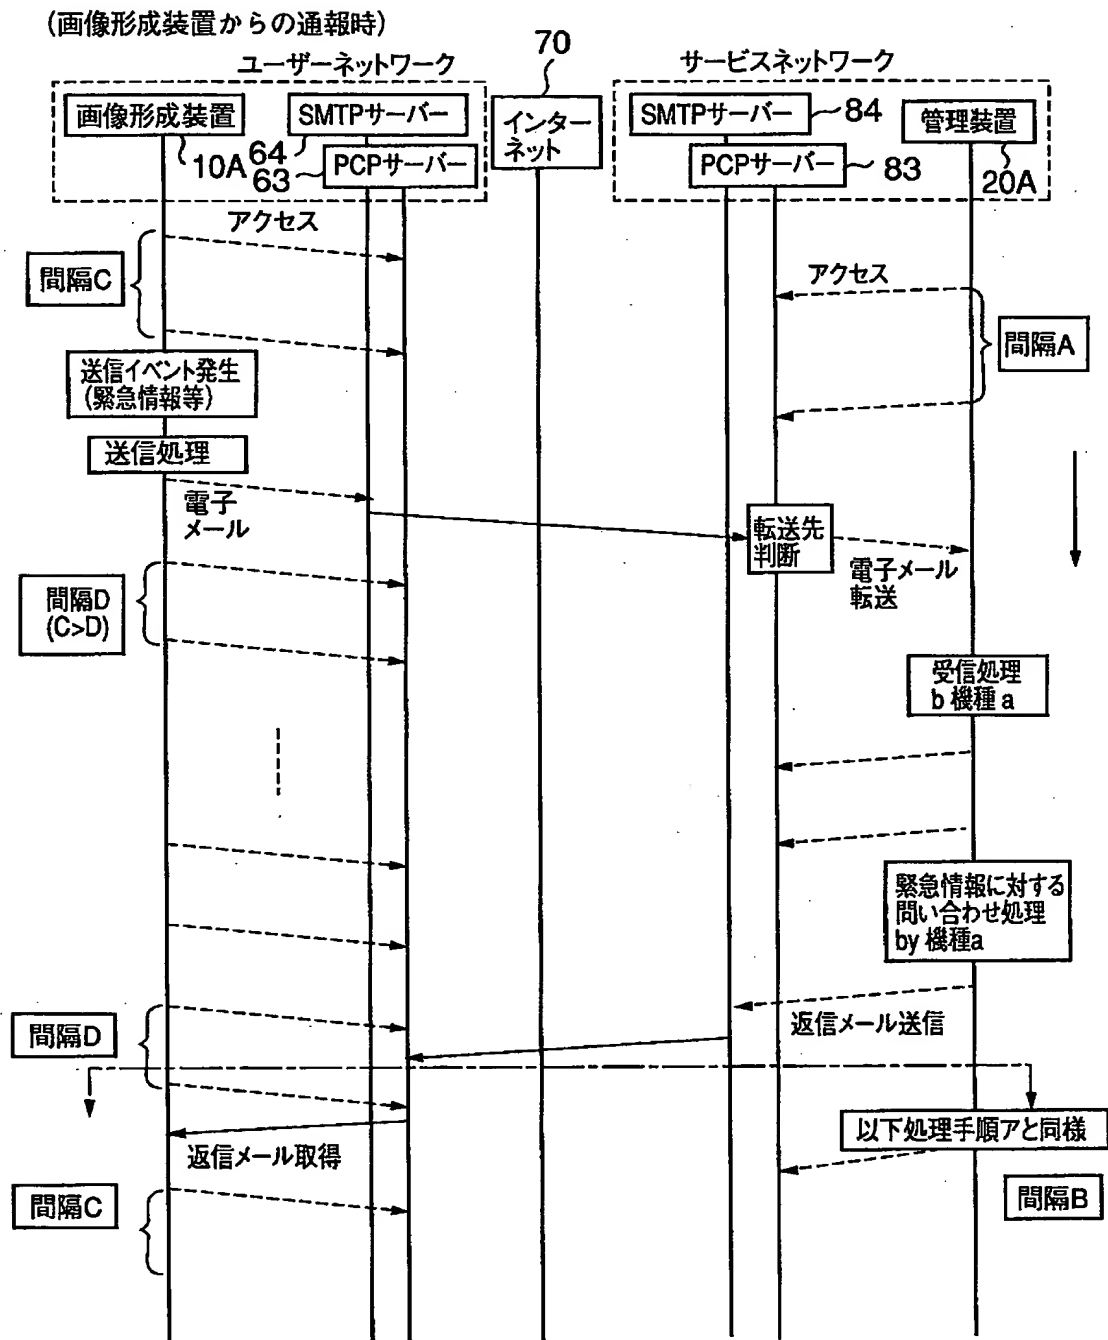 (画像形成装置からの通報時)
70
ユーザーネットワーク
サービスネットワーク
画像形成装置
SMTPサーバー
インター
ネット
SMTPサーバー
84
管理装置
10A
64
63
PCPサーバー
PCPサーバー
83
20A
アクセス
間隔C
アクセス
間隔A
送信イベント発生
(緊急情報等)
送信処理
電子
メール
転送先
判断
電子メール
転送
間隔D
(C>D)
受信処理
b 機種 a
緊急情報に対する
問い合わせ処理
by 機種a
返信メール送信
間隔D
以下処理手順アと同様
返信メール取得
間隔C
間隔B